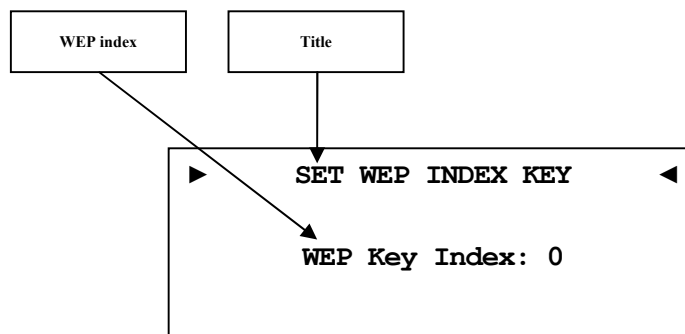 WEP index
Title
► SET WEP INDEX KEY ◄
WEP Key Index: 0